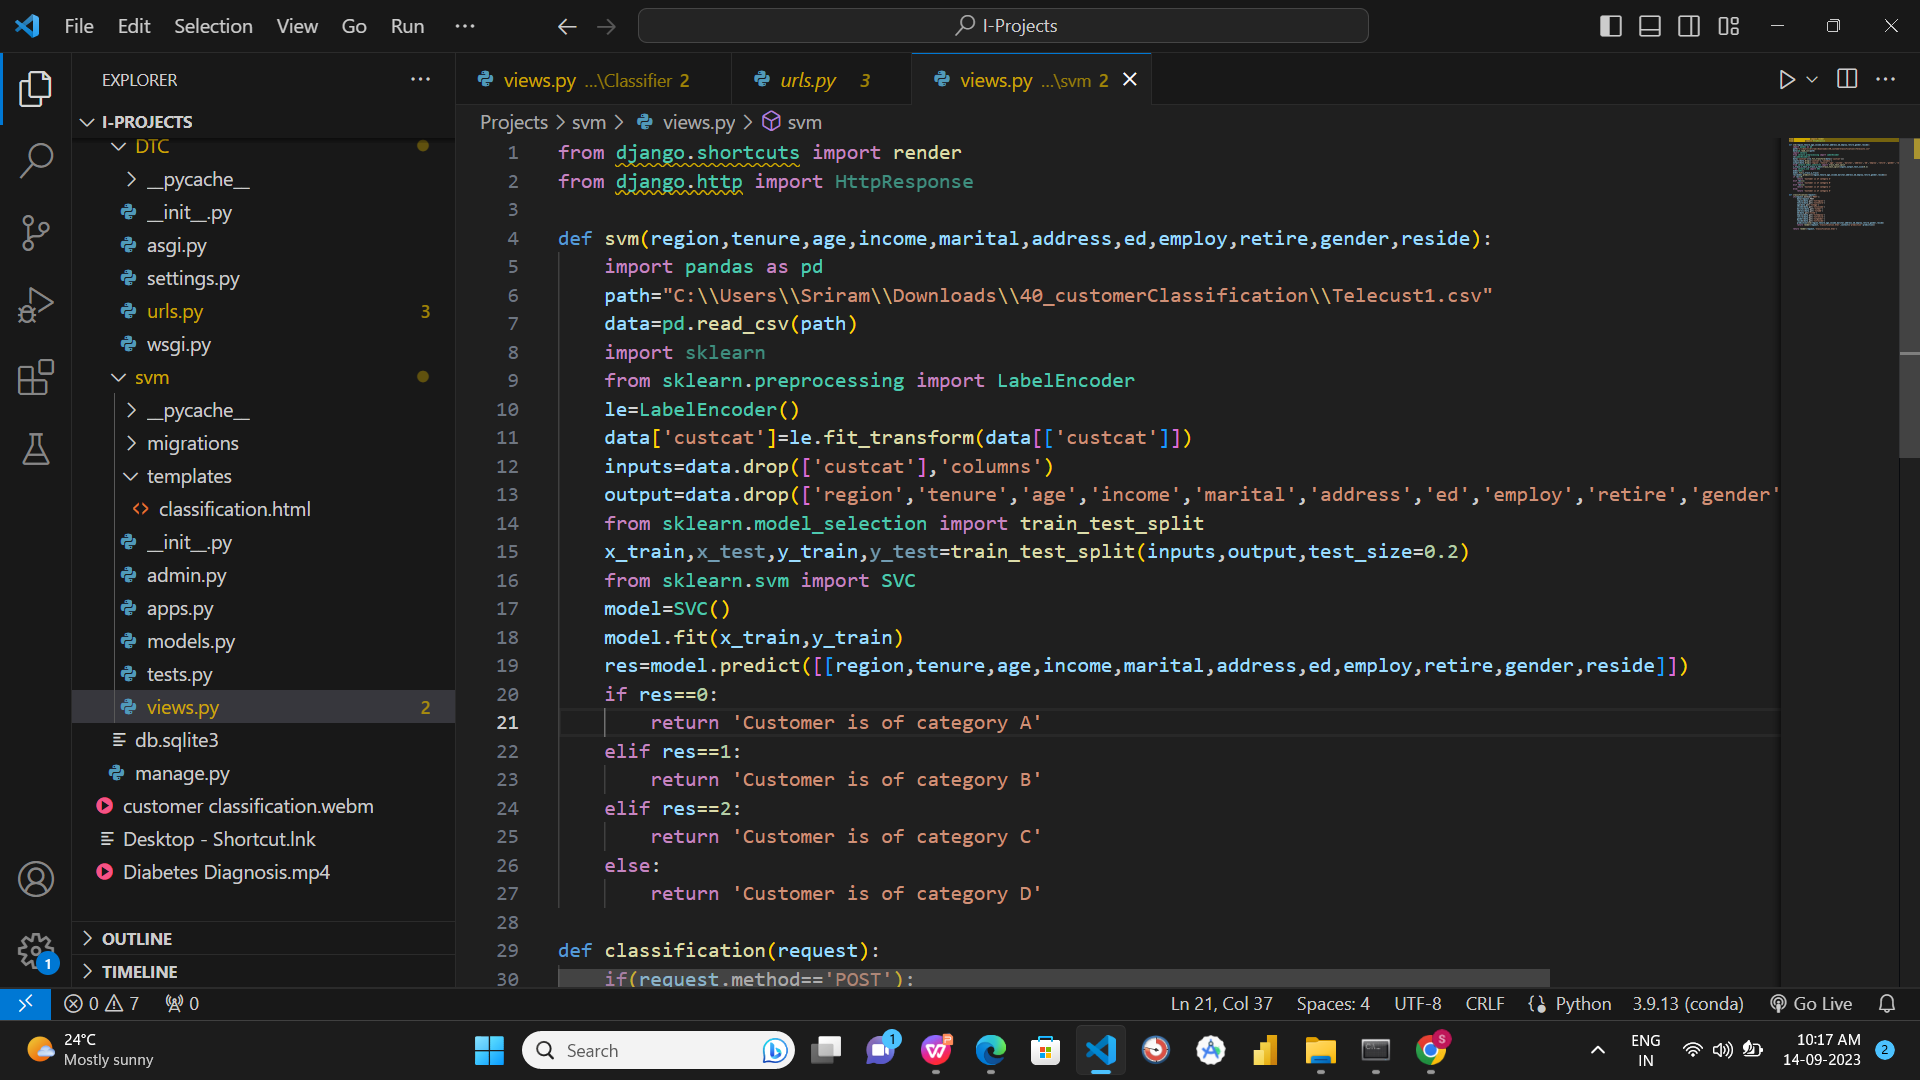 File Edit Selection View Go Run ···
I-Projects
EXPLORER ···
I-PROJECTS
DTC
__pycache__
__init__.py
asgi.py
settings.py
urls.py 3
wsgi.py
svm
__pycache__
migrations
templates
classification.html
__init__.py
admin.py
apps.py
models.py
tests.py
views.py 2
db.sqlite3
manage.py
customer classification.webm
Desktop - Shortcut.lnk
Diabetes Diagnosis.mp4
OUTLINE
TIMELINE
views.py ...\Classifier 2 urls.py 3 views.py ...\svm 2
Projects > svm > views.py > svm
1 from django.shortcuts import render
2 from django.http import HttpResponse
3
4 def svm(region,tenure,age,income,marital,address,ed,employ,retire,gender,reside):
5 import pandas as pd
6 path="C:\\Users\\Sriram\\Downloads\\40_customerClassification\\Telecust1.csv"
7 data=pd.read_csv(path)
8 import sklearn
9 from sklearn.preprocessing import LabelEncoder
10 le=LabelEncoder()
11 data['custcat']=le.fit_transform(data[['custcat']])
12 inputs=data.drop(['custcat'],'columns')
13 output=data.drop(['region','tenure','age','income','marital','address','ed','employ','retire','gender'
14 from sklearn.model_selection import train_test_split
15 x_train,x_test,y_train,y_test=train_test_split(inputs,output,test_size=0.2)
16 from sklearn.svm import SVC
17 model=SVC()
18 model.fit(x_train,y_train)
19 res=model.predict([[region,tenure,age,income,marital,address,ed,employ,retire,gender,reside]])
20 if res==0:
21 return 'Customer is of category A'
22 elif res==1:
23 return 'Customer is of category B'
24 elif res==2:
25 return 'Customer is of category C'
26 else:
27 return 'Customer is of category D'
28
29 def classification(request):
30 if(request.method=='POST'):
1
0 7 0
Ln 21, Col 37 Spaces: 4 UTF-8 CRLF Python 3.9.13 (conda) Go Live
24°C
Mostly sunny
Search
1
S
ENG
IN
10:17 AM
14-09-2023
2